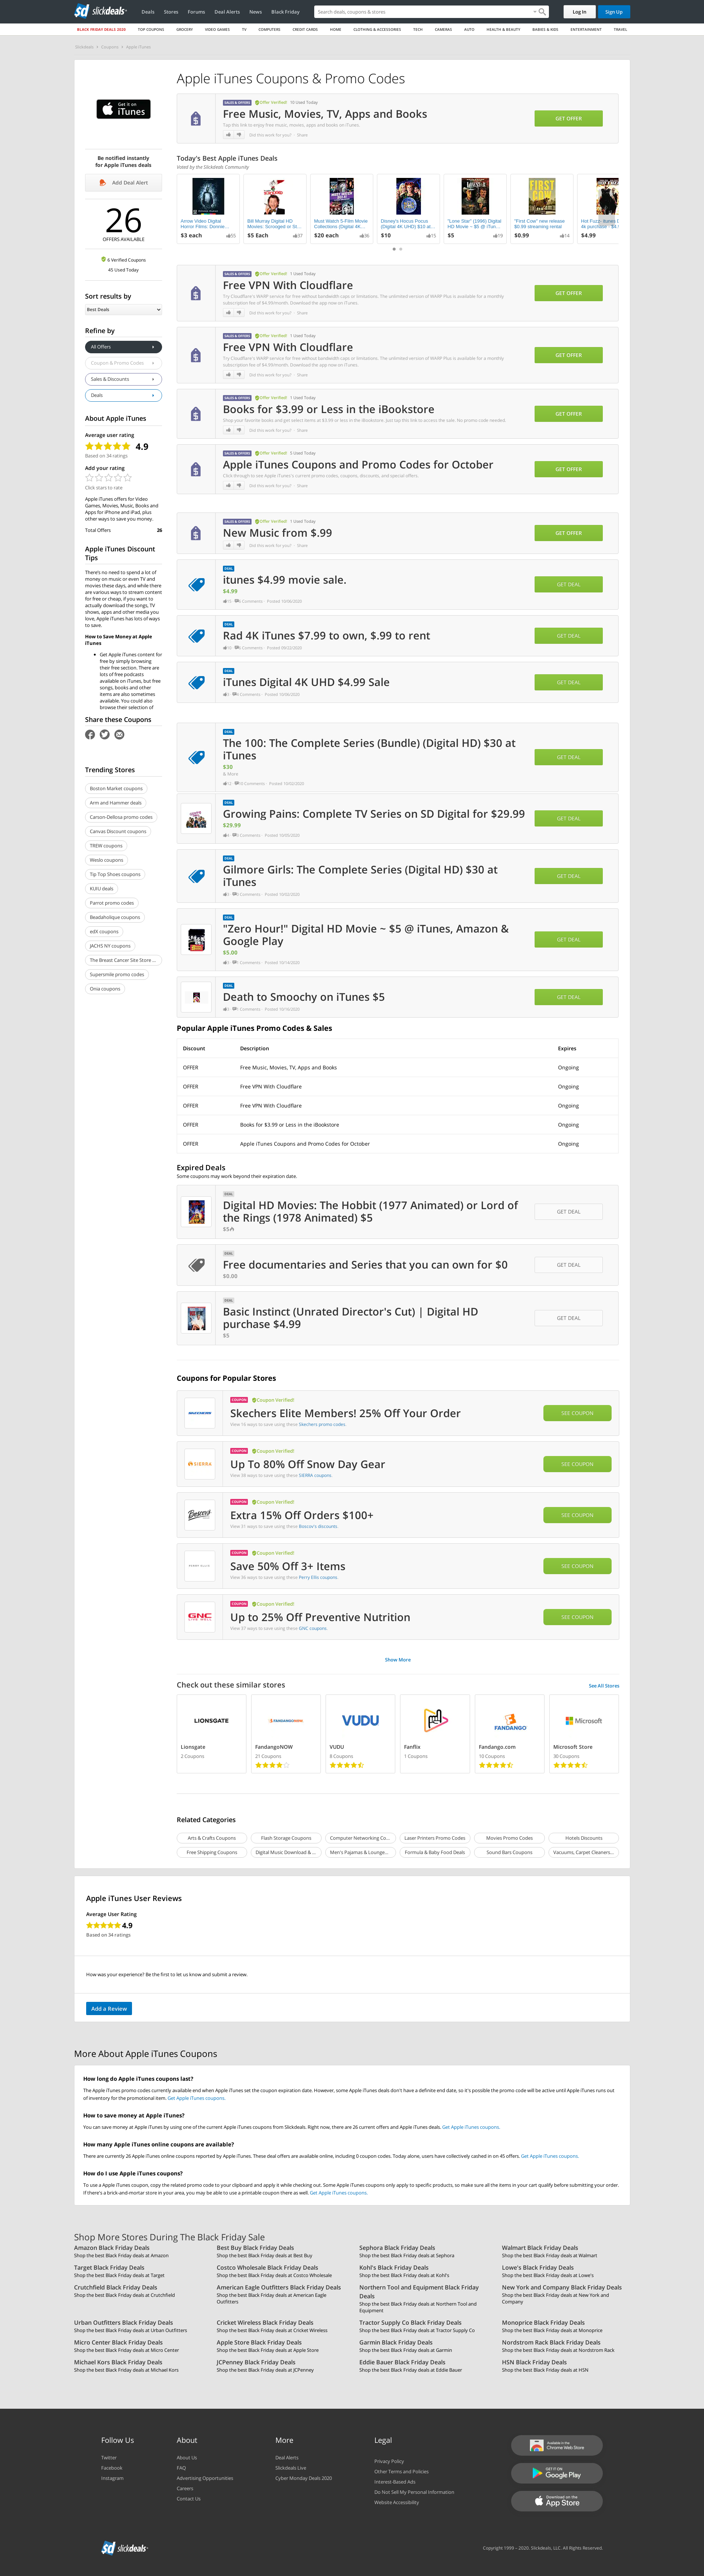 slickdeals
Deals Stores Forums Deal Alerts News Black Friday
Search deals, coupons & stores
Log In Sign Up
BLACK FRIDAY DEALS 2020 TOP COUPONS GROCERY VIDEO GAMES TV COMPUTERS CREDIT CARDS HOME CLOTHING & ACCESSORIES TECH CAMERAS AUTO HEALTH & BEAUTY BABIES & KIDS ENTERTAINMENT TRAVEL
Slickdeals > Coupons > Apple iTunes
Get it on iTunes
Be notified instantly
for Apple iTunes deals
Add Deal Alert
26
OFFERS AVAILABLE
6 Verified Coupons
45 Used Today
Sort results by
Best Deals
Refine by
All Offers
Coupon & Promo Codes
Sales & Discounts
Deals
About Apple iTunes
Average user rating
4.9
Based on 34 ratings
Add your rating
Click stars to rate
Apple iTunes offers for Video
Games, Movies, Music, Books and
Apps for iPhone and iPad, plus
other ways to save you money.
Total Offers 26
Apple iTunes Discount
Tips
There's no need to spend a lot of
money on music or even TV and
movies these days, and while there
are various ways to stream content
for free or cheap, if you want to
actually download the songs, TV
shows, apps and other media you
love, Apple iTunes has lots of ways
to save.
How to Save Money at Apple
iTunes
Get Apple iTunes content for
free by simply browsing
their free section. There are
lots of free podcasts
available on iTunes, but free
songs, books and other
items are also sometimes
available. You could also
browse their selection of
Share these Coupons
Trending Stores
Boston Market coupons
Arm and Hammer deals
Carson-Dellosa promo codes
Canvas Discount coupons
TREW coupons
Weslo coupons
Tip Top Shoes coupons
KUIU deals
Parrot promo codes
Beadaholique coupons
edX coupons
JACHS NY coupons
The Breast Cancer Site Store ...
Supersmile promo codes
Onia coupons
Apple iTunes Coupons & Promo Codes
SALES & OFFERS Offer Verified! 10 Used Today
Free Music, Movies, TV, Apps and Books
Tap this link to enjoy free music, movies, apps and books on iTunes.
Did this work for you? Share
GET OFFER
Today's Best Apple iTunes Deals
Voted by the Slickdeals Community
Arrow Video Digital
Horror Films: Donnie...
$3 each
Bill Murray Digital HD
Movies: Scrooged or St...
$5 Each
Must Watch 5-Film Movie
Collections (Digital 4K...
$20 each
Disney's Hocus Pocus
(Digital 4K UHD) $10 at...
$10
"Lone Star" (1996) Digital
HD Movie ~ $5 @ iTun...
$5
"First Cow" new release
$0.99 streaming rental
$0.99
$4.99
SALES & OFFERS Offer Verified! 1 Used Today
Free VPN With Cloudflare
Try Cloudflare's WARP service for free without bandwidth caps or limitations. The unlimited version of WARP Plus is available for a monthly
subscription fee of $4.99/month. Download the app now on iTunes.
Did this work for you? Share
GET OFFER
SALES & OFFERS Offer Verified! 1 Used Today
Free VPN With Cloudflare
Try Cloudflare's WARP service for free without bandwidth caps or limitations. The unlimited version of WARP Plus is available for a monthly
subscription fee of $4.99/month. Download the app now on iTunes.
Did this work for you? Share
GET OFFER
SALES & OFFERS Offer Verified! 1 Used Today
Books for $3.99 or Less in the iBookstore
Shop your favorite books and get select items at $3.99 or less in the iBookstore. Just tap this link to access the sale. No promo code needed.
Did this work for you? Share
GET OFFER
SALES & OFFERS Offer Verified! 5 Used Today
Apple iTunes Coupons and Promo Codes for October
Click through to see Apple iTunes's current promo codes, coupons, discounts, and special offers.
Did this work for you? Share
GET OFFER
SALES & OFFERS Offer Verified! 1 Used Today
New Music from $.99
Did this work for you? Share
GET OFFER
DEAL
itunes $4.99 movie sale.
$4.99
GET DEAL
DEAL
Rad 4K iTunes $7.99 to own, $.99 to rent
GET DEAL
DEAL
iTunes Digital 4K UHD $4.99 Sale
GET DEAL
DEAL
The 100: The Complete Series (Bundle) (Digital HD) $30 at
iTunes
$30
& More
GET DEAL
DEAL
Growing Pains: Complete TV Series on SD Digital for $29.99
$29.99
GET DEAL
DEAL
Gilmore Girls: The Complete Series (Digital HD) $30 at
iTunes
GET DEAL
DEAL
"Zero Hour!" Digital HD Movie ~ $5 @ iTunes, Amazon &
Google Play
$5.00
GET DEAL
DEAL
Death to Smoochy on iTunes $5
GET DEAL
Popular Apple iTunes Promo Codes & Sales
Discount Description Expires
OFFER Free Music, Movies, TV, Apps and Books Ongoing
OFFER Free VPN With Cloudflare Ongoing
OFFER Free VPN With Cloudflare Ongoing
OFFER Books for $3.99 or Less in the iBookstore Ongoing
OFFER Apple iTunes Coupons and Promo Codes for October Ongoing
Expired Deals
Some coupons may work beyond their expiration date.
DEAL
Digital HD Movies: The Hobbit (1977 Animated) or Lord of
the Rings (1978 Animated) $5
GET DEAL
DEAL
Free documentaries and Series that you can own for $0
$0.00
GET DEAL
DEAL
Basic Instinct (Unrated Director's Cut) | Digital HD
purchase $4.99
$5
GET DEAL
Coupons for Popular Stores
COUPON Coupon Verified!
Skechers Elite Members! 25% Off Your Order
View 16 ways to save using these Skechers promo codes.
SEE COUPON
SIERRA
COUPON Coupon Verified!
Up To 80% Off Snow Day Gear
View 39 ways to save using these SIERRA coupons.
SEE COUPON
Boscov's
COUPON Coupon Verified!
Extra 15% Off Orders $100+
View 31 ways to save using these Boscov's discounts.
SEE COUPON
PERRY ELLIS
COUPON Coupon Verified!
Save 50% Off 3+ Items
View 36 ways to save using these Perry Ellis coupons.
SEE COUPON
GNC LIVE WELL
COUPON Coupon Verified!
Up to 25% Off Preventive Nutrition
View 37 ways to save using these GNC coupons.
SEE COUPON
Show More
Check out these similar stores
See All Stores
LIONSGATE
Lionsgate
2 Coupons
FANDANGONOW
FandangoNOW
21 Coupons
VUDU
VUDU
8 Coupons
Fanflix
1 Coupons
FANDANGO
Fandango.com
10 Coupons
Microsoft
Microsoft Store
30 Coupons
Related Categories
Arts & Crafts Coupons Flash Storage Coupons Computer Networking Co... Laser Printers Promo Codes Movies Promo Codes Hotels Discounts
Free Shipping Coupons Digital Music Download & ... Men's Pajamas & Lounge... Formula & Baby Food Deals Sound Bars Coupons Vacuums, Carpet Cleaners...
Apple iTunes User Reviews
Average User Rating
4.9
Based on 34 ratings
How was your experience? Be the first to let us know and submit a review.
Add a Review
More About Apple iTunes Coupons
How long do Apple iTunes coupons last?
The Apple iTunes promo codes currently available end when Apple iTunes set the coupon expiration date. However, some Apple iTunes deals don't have a definite end date, so it's possible the promo code will be active until Apple iTunes runs out
of inventory for the promotional item. Get Apple iTunes coupons.
How to save money at Apple iTunes?
You can save money at Apple iTunes by using one of the current Apple iTunes coupons from Slickdeals. Right now, there are 26 current offers and Apple iTunes deals. Get Apple iTunes coupons.
How many Apple iTunes online coupons are available?
There are currently 26 Apple iTunes online coupons reported by Apple iTunes. These deal offers are available online, including 0 coupon codes. Today alone, users have collectively cashed in on 45 offers. Get Apple iTunes coupons.
How do I use Apple iTunes coupons?
To use a Apple iTunes coupon, copy the related promo code to your clipboard and apply it while checking out. Some Apple iTunes coupons only apply to specific products, so make sure all the items in your cart qualify before submitting your order.
If there's a brick-and-mortar store in your area, you may be able to use a printable coupon there as well. Get Apple iTunes coupons.
Shop More Stores During The Black Friday Sale
Amazon Black Friday Deals
Shop the best Black Friday deals at Amazon
Best Buy Black Friday Deals
Shop the best Black Friday deals at Best Buy
Sephora Black Friday Deals
Shop the best Black Friday deals at Sephora
Walmart Black Friday Deals
Shop the best Black Friday deals at Walmart
Target Black Friday Deals
Shop the best Black Friday deals at Target
Costco Wholesale Black Friday Deals
Shop the best Black Friday deals at Costco Wholesale
Kohl's Black Friday Deals
Shop the best Black Friday deals at Kohl's
Lowe's Black Friday Deals
Shop the best Black Friday deals at Lowe's
Crutchfield Black Friday Deals
Shop the best Black Friday deals at Crutchfield
American Eagle Outfitters Black Friday Deals
Shop the best Black Friday deals at American Eagle
Outfitters
Northern Tool and Equipment Black Friday
Deals
Shop the best Black Friday deals at Northern Tool and
Equipment
New York and Company Black Friday Deals
Shop the best Black Friday deals at New York and
Company
Urban Outfitters Black Friday Deals
Shop the best Black Friday deals at Urban Outfitters
Cricket Wireless Black Friday Deals
Shop the best Black Friday deals at Cricket Wireless
Tractor Supply Co Black Friday Deals
Shop the best Black Friday deals at Tractor Supply Co
Monoprice Black Friday Deals
Shop the best Black Friday deals at Monoprice
Micro Center Black Friday Deals
Shop the best Black Friday deals at Micro Center
Apple Store Black Friday Deals
Shop the best Black Friday deals at Apple Store
Garmin Black Friday Deals
Shop the best Black Friday deals at Garmin
Nordstrom Rack Black Friday Deals
Shop the best Black Friday deals at Nordstrom Rack
Michael Kors Black Friday Deals
Shop the best Black Friday deals at Michael Kors
JCPenney Black Friday Deals
Shop the best Black Friday deals at JCPenney
Eddie Bauer Black Friday Deals
Shop the best Black Friday deals at Eddie Bauer
HSN Black Friday Deals
Shop the best Black Friday deals at HSN
Follow Us
Twitter
Facebook
Instagram
About
About Us
FAQ
Advertising Opportunities
Careers
Contact Us
More
Deal Alerts
Slickdeals Live
Cyber Monday Deals 2020
Legal
Privacy Policy
Other Terms and Policies
Interest-Based Ads
Do Not Sell My Personal Information
Website Accessibility
Available in the
Chrome Web Store
GET IT ON
Google Play
Download on the
App Store
slickdeals
Copyright 1999 - 2020. Slickdeals, LLC. All Rights Reserved.